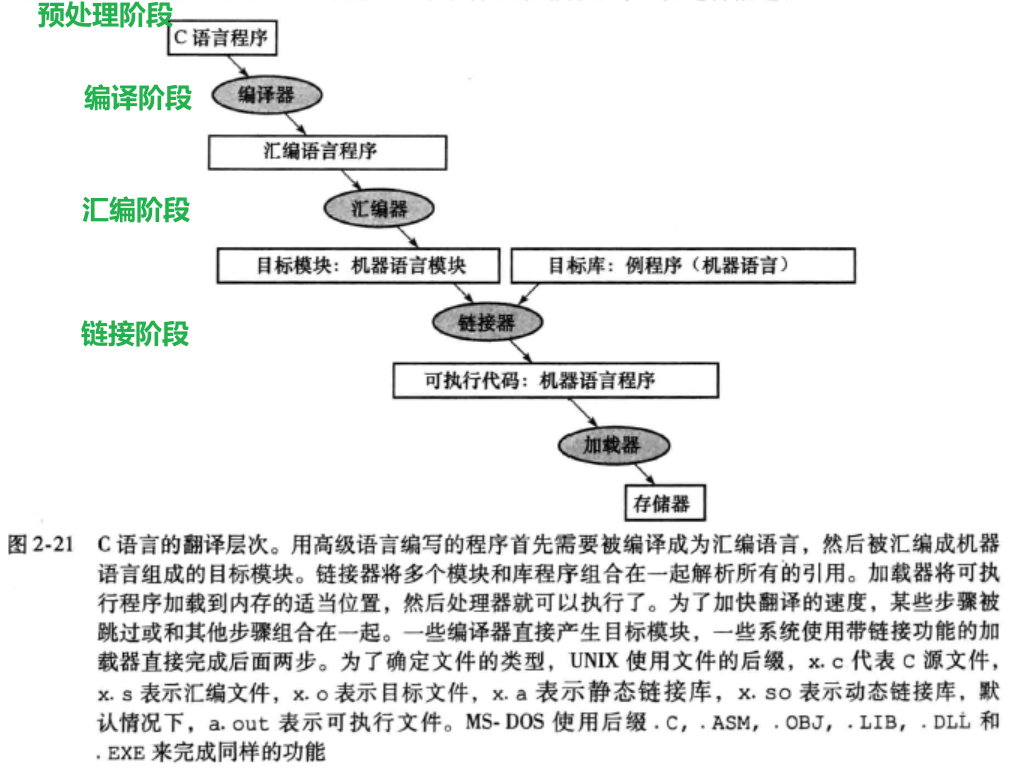 预处理阶段
C 语言程序
编译阶段
编译器
汇编语言程序
汇编阶段
汇编器
目标模块：机器语言模块
目标库：例程序（机器语言）
链接阶段
链接器
可执行代码：机器语言程序
加载器
存储器
图 2-21 C 语言的翻译层次。用高级语言编写的程序首先需要被编译成为汇编语言，然后被汇编成机器
语言组成的目标模块。链接器将多个模块和库程序组合在一起解析所有的引用。加载器将可执
行程序加载到内存的适当位置，然后处理器就可以执行了。为了加快翻译的速度，某些步骤被
跳过或和其他步骤组合在一起。一些编译器直接产生目标模块，一些系统使用带链接功能的加
载器直接完成后面两步。为了确定文件的类型，UNIX 使用文件的后缀，x.c 代表 C 源文件，
x.s 表示汇编文件，x.o 表示目标文件，x.a 表示静态链接库，x.so 表示动态链接库，默
认情况下，a.out 表示可执行文件。MS-DOS 使用后缀 .C, .ASM, .OBJ, .LIB, .DLL 和
.EXE 来完成同样的功能